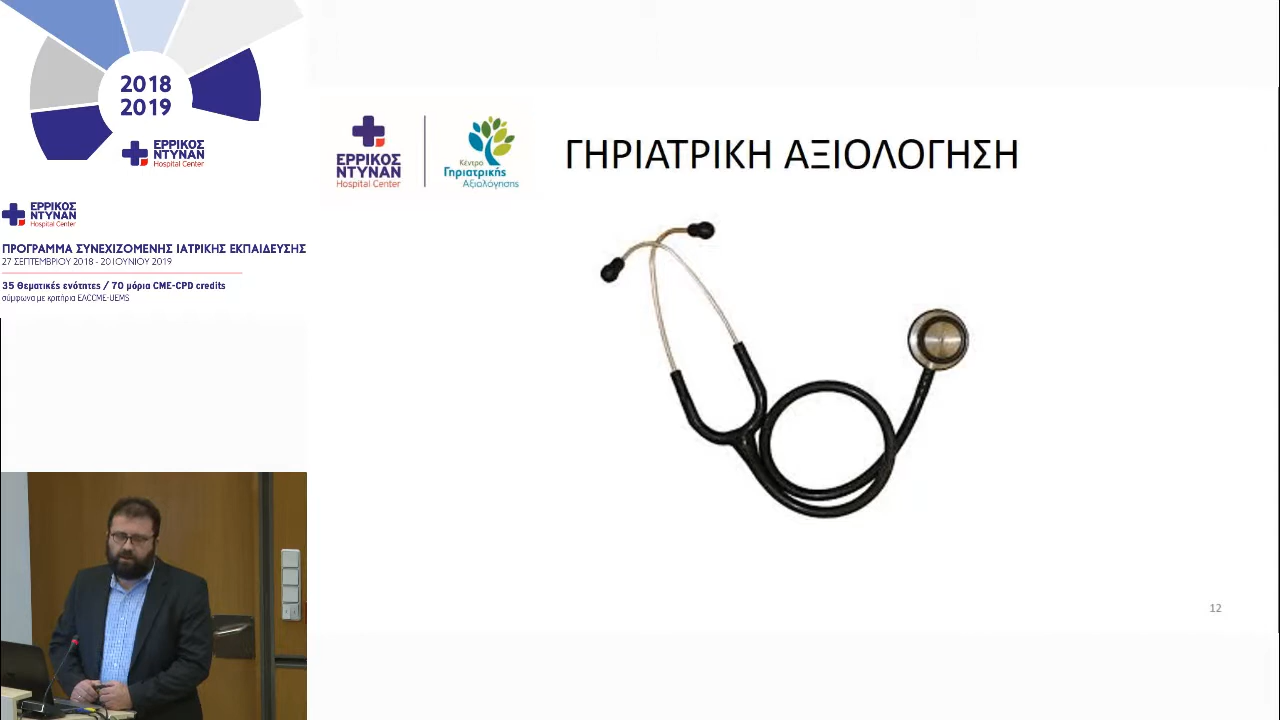 2018
2019
ΕΡΡΙΚΟΣ
ΝΤΥΝΑΝ
Hospital Center
ΕΡΡΙΚΟΣ
ΝΤΥΝΑΝ
Hospital Center
ΠΡΟΓΡΑΜΜΑ ΣΥΝΕΧΙΖΟΜΕΝΗΣ ΙΑΤΡΙΚΗΣ ΕΚΠΑΙΔΕΥΣΗΣ
27 ΣΕΠΤΕΜΒΡΙΟΥ 2018 - 20 ΙΟΥΝΙΟΥ 2019
35 Θεματικές ενότητες / 70 μόρια CME-CPD credits
σύμφωνα με κριτήρια EACCME-UEMS
ΕΡΡΙΚΟΣ
ΝΤΥΝΑΝ
Hospital Center
Κέντρο
Γηριατρικής
Αξιολόγησης
ΓΗΡΙΑΤΡΙΚΗ ΑΞΙΟΛΟΓΗΣΗ
12